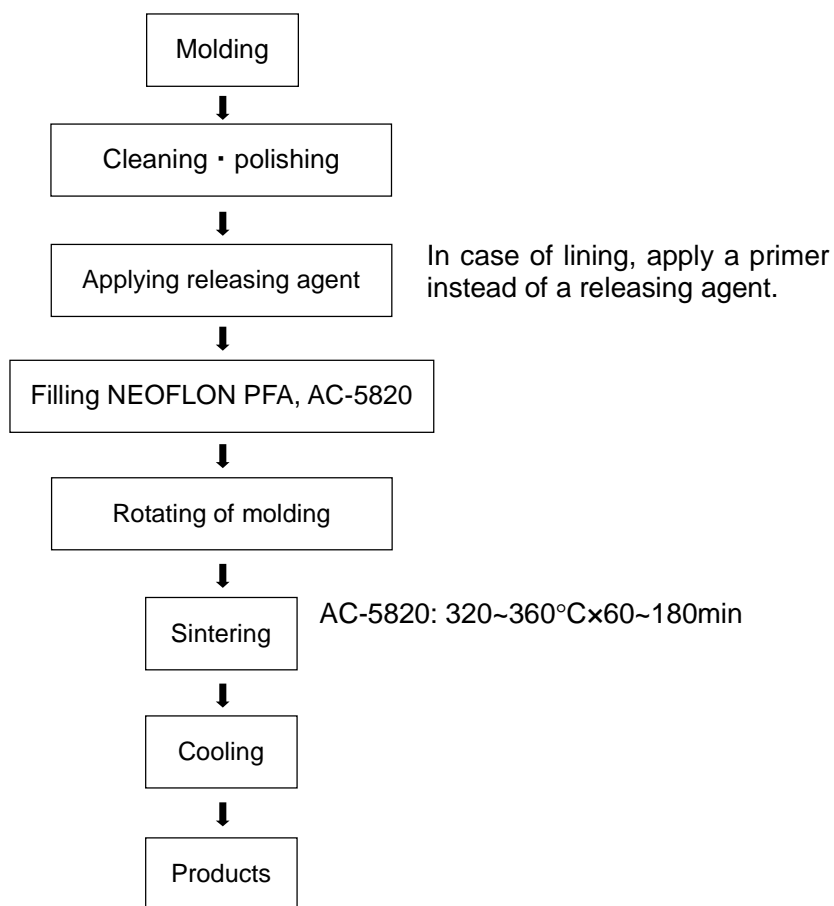 Molding
Cleaning・polishing
Applying releasing agent
In case of lining, apply a primer
instead of a releasing agent.
Filling NEOFLON PFA, AC-5820
Rotating of molding
Sintering
AC-5820: 320~360°C×60~180min
Cooling
Products